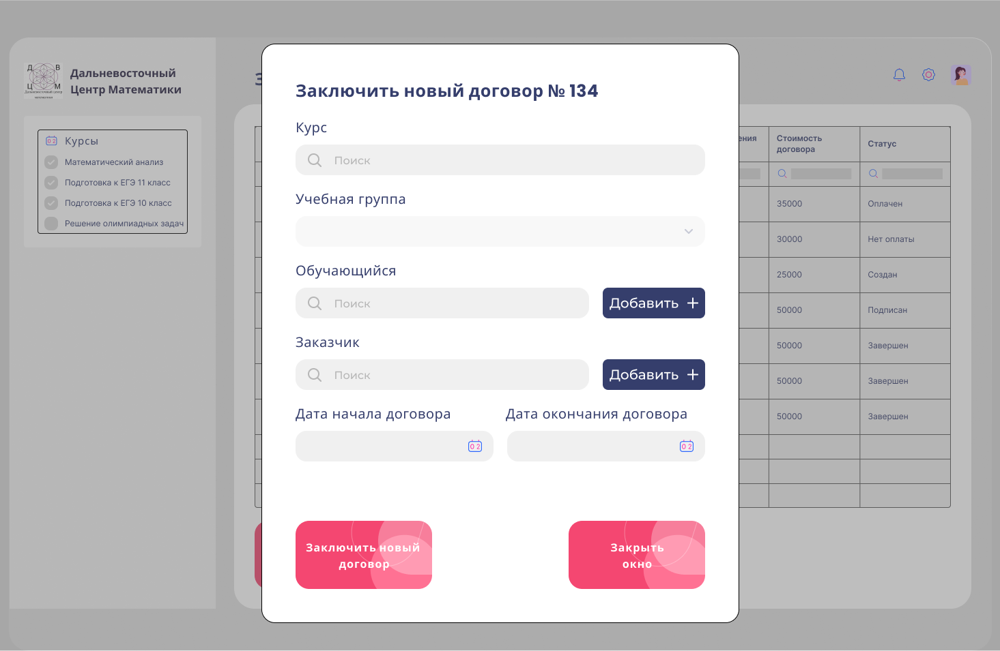 Д В
Ц М
Дальневосточный центр
математики
Дальневосточный
Центр Математики
Курсы
Математический анализ
Подготовка к ЕГЭ 11 класс
Подготовка к ЕГЭ 10 класс
Решение олимпиадных задач
Заключить новый договор № 134
Курс
Поиск
Учебная группа
Обучающийся
Поиск
Добавить
Заказчик
Поиск
Добавить
Дата начала договора
Дата окончания договора
Заключить новый
договор
Закрыть
окно
ения
Стоимость
договора
Статус
35000
Оплачен
30000
Нет оплаты
25000
Создан
50000
Подписан
50000
Завершен
50000
Завершен
50000
Завершен